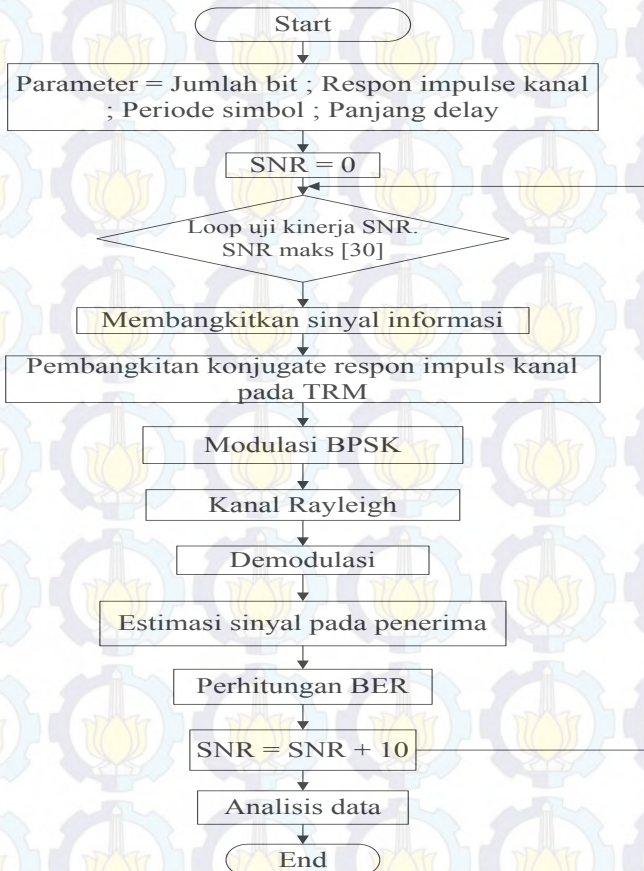 Start
Parameter = Jumlah bit ; Respon impulse kanal
; Periode simbol ; Panjang delay
SNR = 0
Loop uji kinerja SNR.
SNR maks [30]
Membangkitkan sinyal informasi
Pembangkitan konjugate respon impuls kanal
pada TRM
Modulasi BPSK
Kanal Rayleigh
Demodulasi
Estimasi sinyal pada penerima
Perhitungan BER
SNR = SNR + 10
Analisis data
End